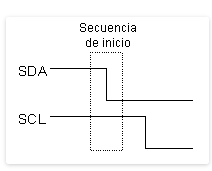 Secuencia
de inicio
SDA
SCL